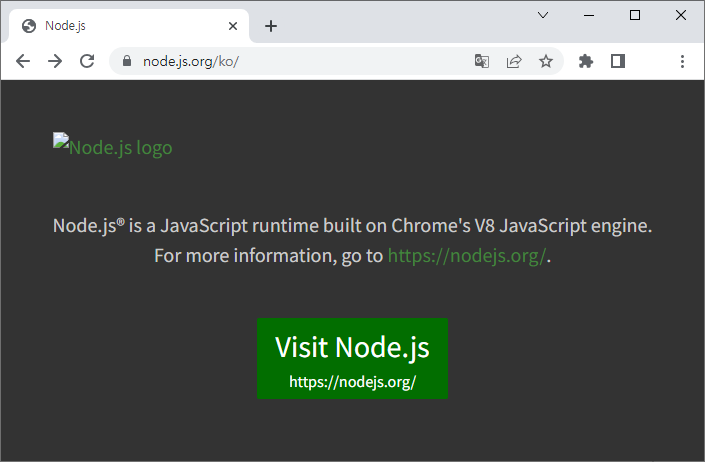 Node.js
node.js.org/ko/
Node.js logo
Node.js® is a JavaScript runtime built on Chrome's V8 JavaScript engine.
For more information, go to https://nodejs.org/.
Visit Node.js
https://nodejs.org/